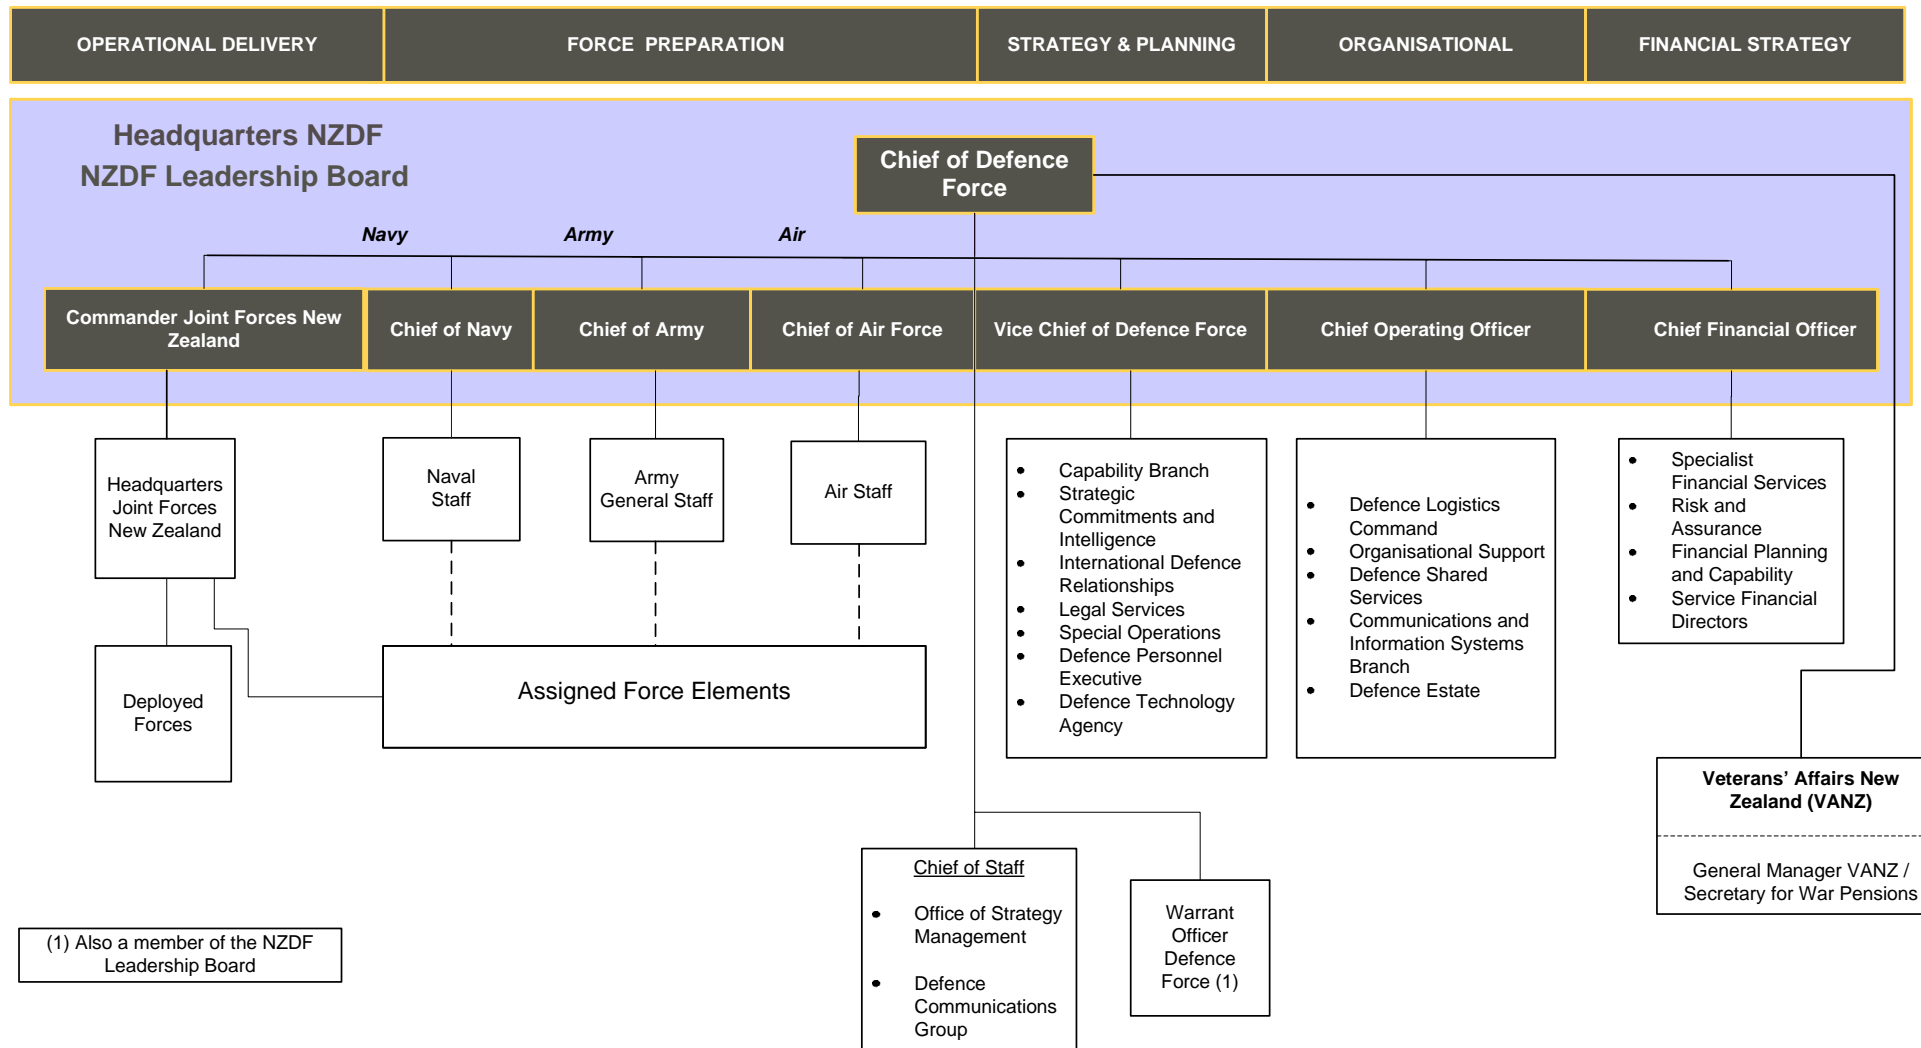 OPERATIONAL DELIVERY
FORCE PREPARATION
STRATEGY & PLANNING
ORGANISATIONAL
FINANCIAL STRATEGY
Headquarters NZDF
NZDF Leadership Board
Chief of Defence
Force
Navy
Army
Air
Commander Joint Forces New
Zealand
Chief of Navy
Chief of Army
Chief of Air Force
Vice Chief of Defence Force
Chief Operating Officer
Chief Financial Officer
Headquarters
Joint Forces
New Zealand
Naval
Staff
Army
General Staff
Air Staff
• Capability Branch
• Strategic
Commitments and
Intelligence
• International Defence
Relationships
• Legal Services
• Special Operations
• Defence Personnel
Executive
• Defence Technology
Agency
• Defence Logistics
Command
• Organisational Support
• Defence Shared
Services
• Communications and
Information Systems
Branch
• Defence Estate
• Specialist
Financial Services
• Risk and
Assurance
• Financial Planning
and Capability
• Service Financial
Directors
Deployed
Forces
Assigned Force Elements
Veterans’ Affairs New
Zealand (VANZ)
General Manager VANZ /
Secretary for War Pensions
Chief of Staff
• Office of Strategy
Management
• Defence
Communications
Group
Warrant
Officer
Defence
Force (1)
(1) Also a member of the NZDF
Leadership Board